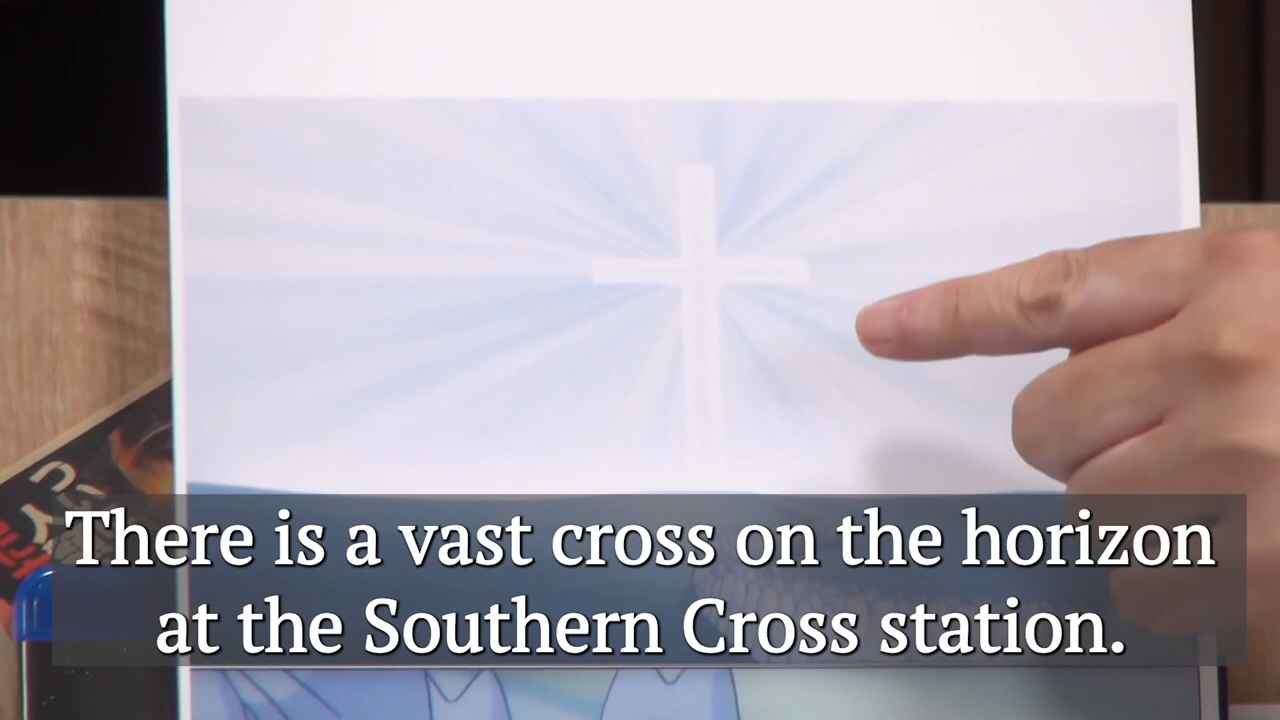 There is a vast cross on the horizon
at the Southern Cross station.